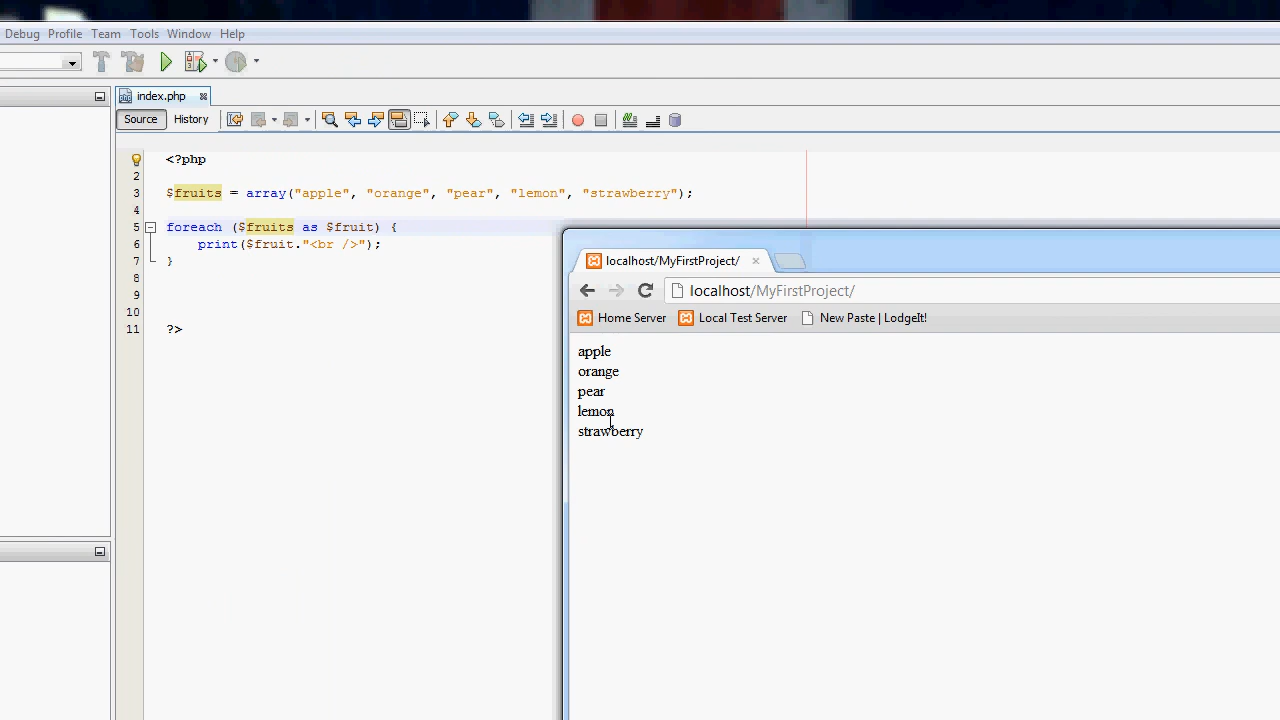 Debug Profile Team Tools Window Help
index.php
Source History
<?php
2
3 $fruits = array("apple", "orange", "pear", "lemon", "strawberry");
4
5 foreach ($fruits as $fruit) {
6 print($fruit."<br />");
7 }
8
9
10
11 ?>
localhost/MyFirstProject/
localhost/MyFirstProject/
Home Server Local Test Server New Paste | LodgeIt!
apple
orange
pear
lemon
strawberry